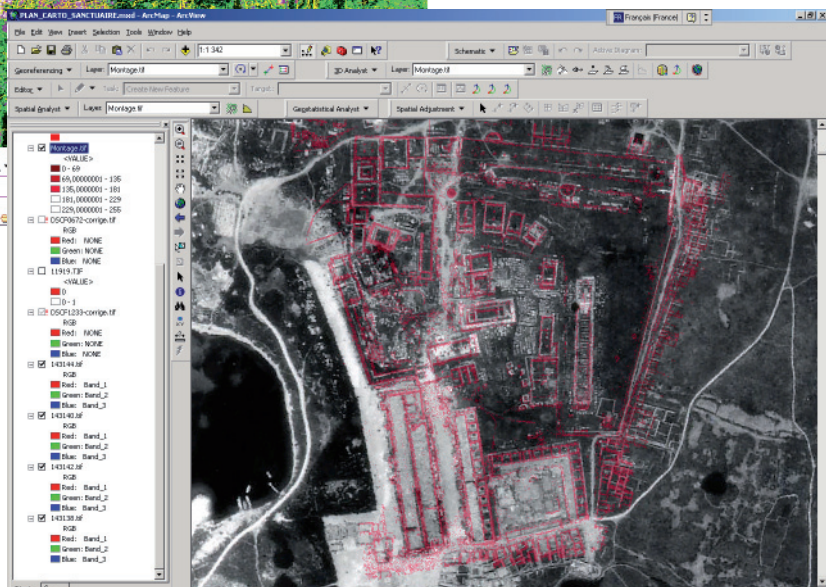 PLAN_CARTO_SANCTUAIRE.mxd - ArcMap - ArcView
Français (France)
File Edit View Insert Selection Tools Window Help
1:1 342
Schematic
Active Diagram:
Georeferencing Layer: Montage.tif
3D Analyst Layer: Montage.tif
Editor Task: Create New Feature Target:
Spatial Analyst Layer: Montage.tif Geostatistical Analyst Spatial Adjustment
Montage.tif
<VALUE>
0 - 69
69,00000001 - 135
135,0000001 - 181
181,0000001 - 229
229,0000001 - 255
DSCF0672-corrige.tif
RGB
Red: NONE
Green: NONE
Blue: NONE
11919.TIF
<VALUE>
0
0 - 1
DSCF1233-corrige.tif
RGB
Red: NONE
Green: NONE
Blue: NONE
143144.tif
RGB
Red: Band_1
Green: Band_2
Blue: Band_3
143140.tif
RGB
Red: Band_1
Green: Band_2
Blue: Band_3
143142.tif
RGB
Red: Band_1
Green: Band_2
Blue: Band_3
143138.tif
RGB
Red: Band_1
Green: Band_2
Blue: Band_3